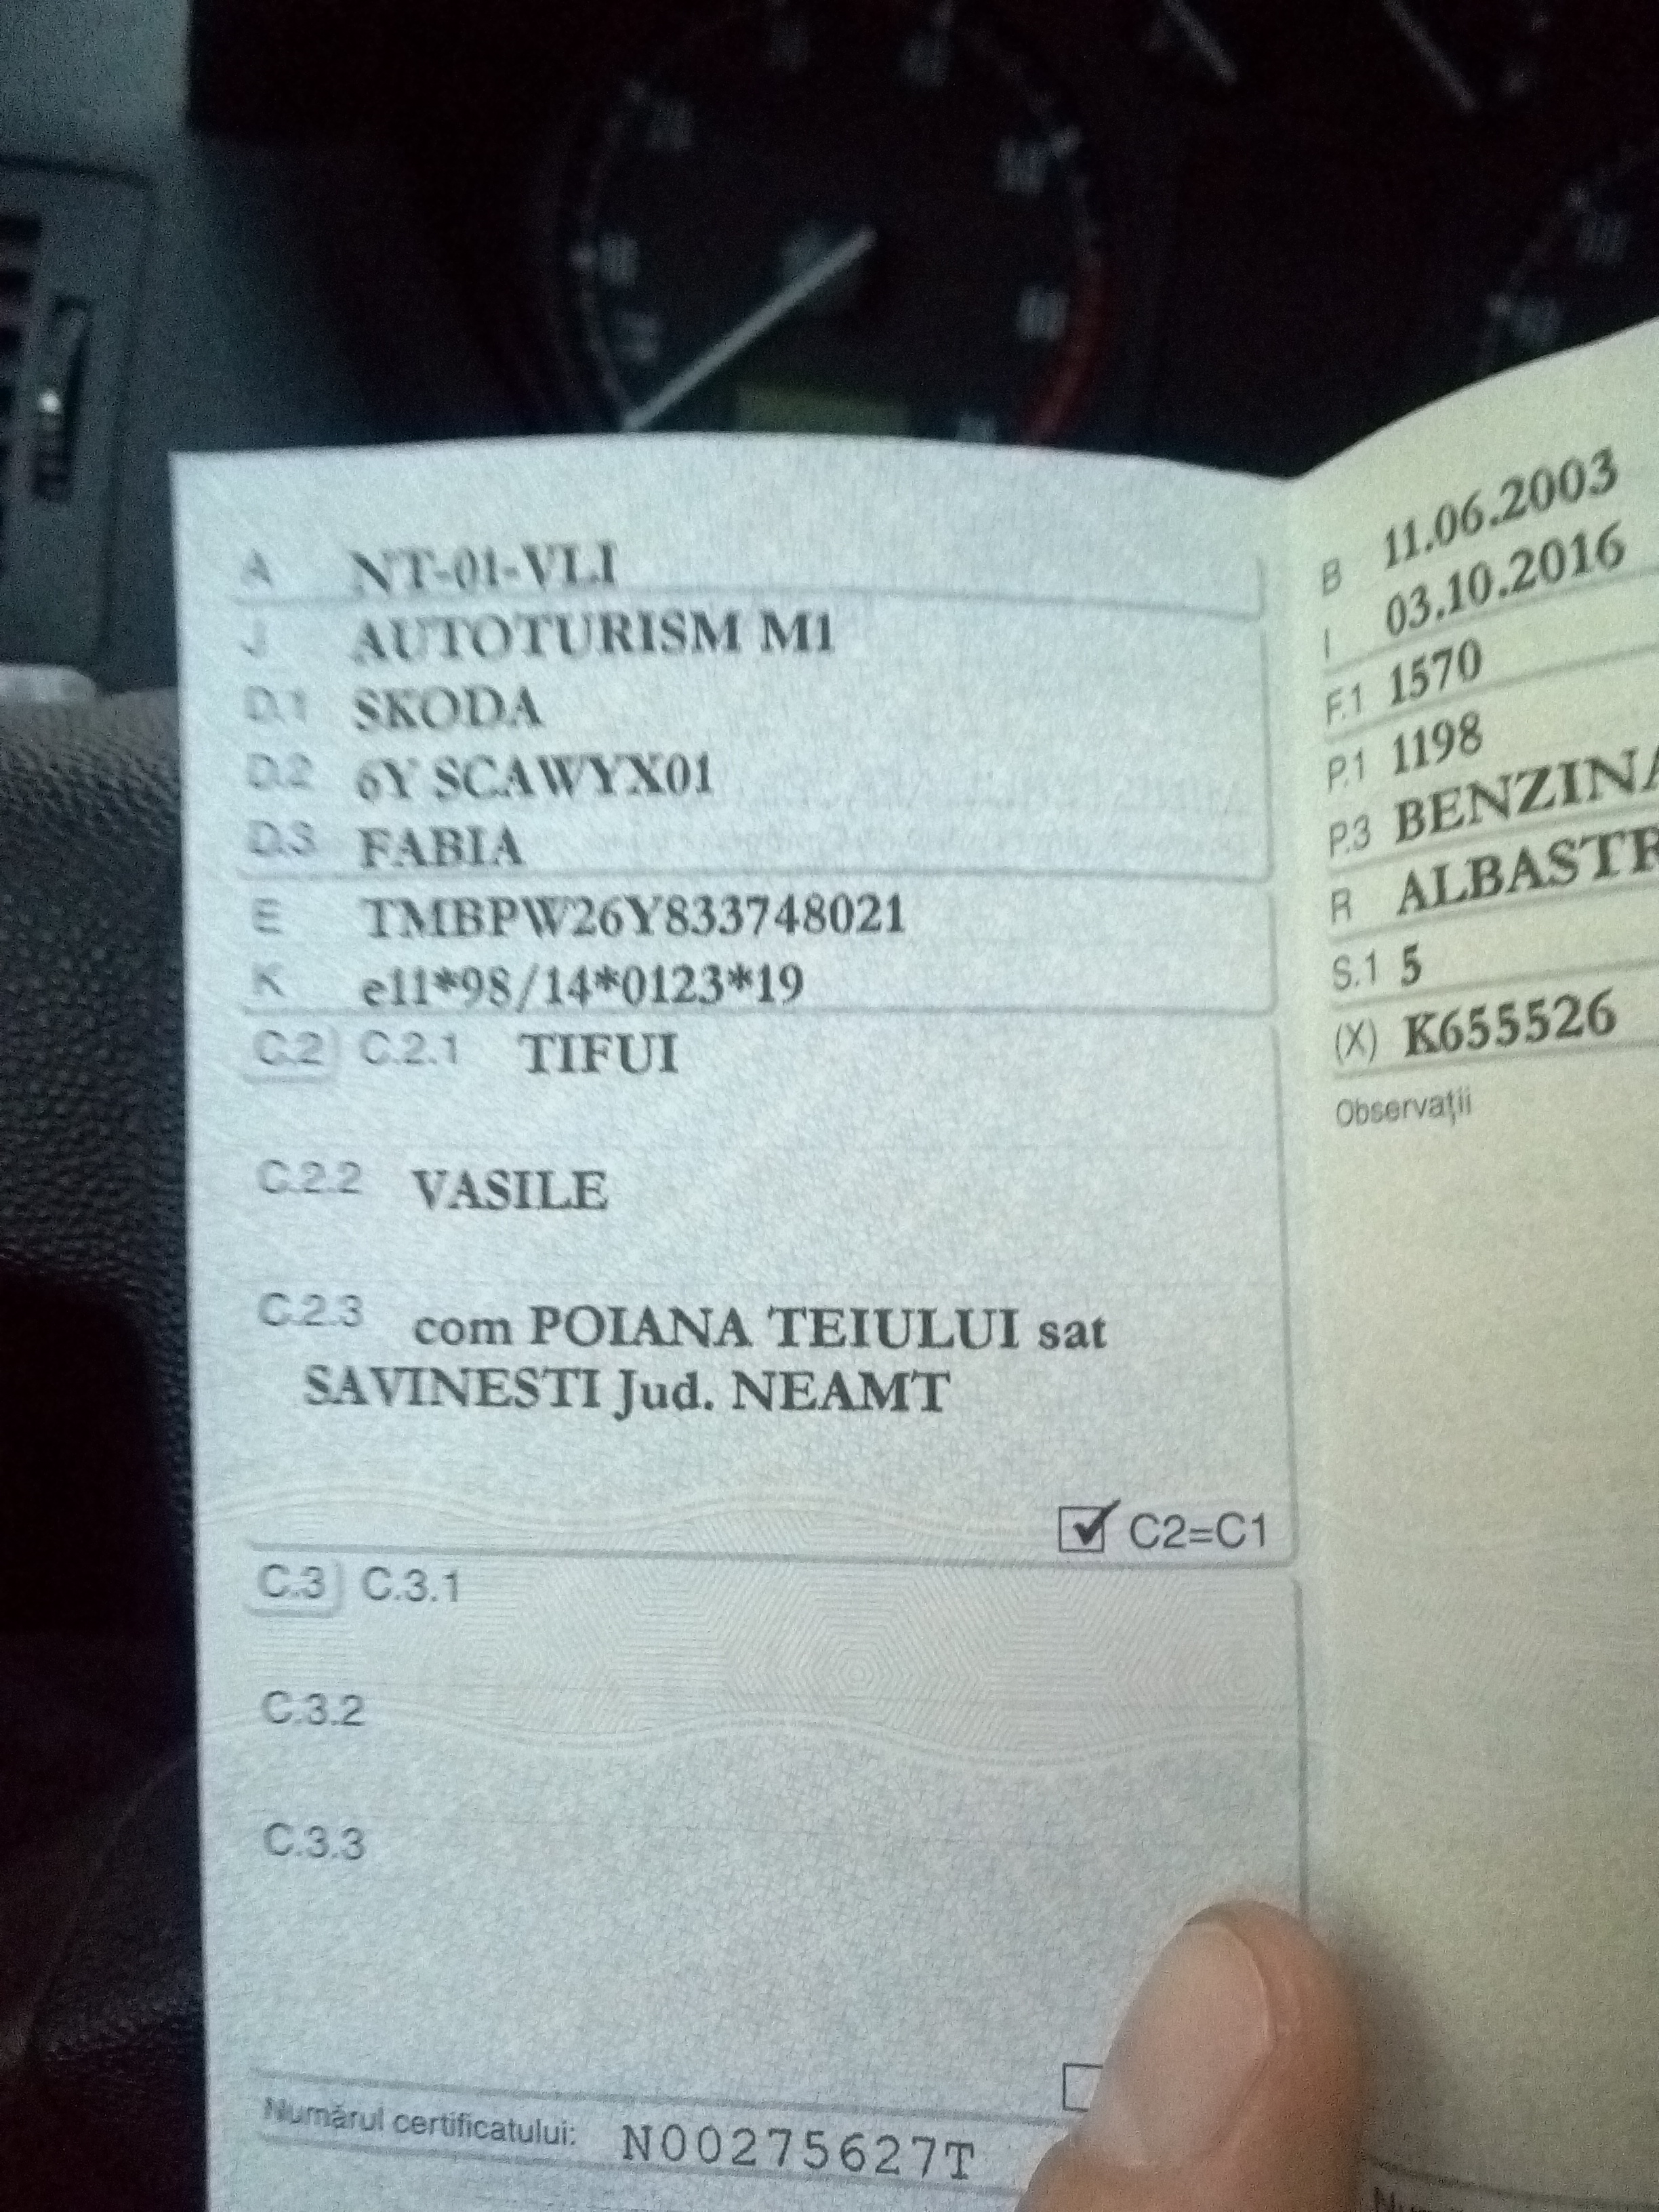 A NT-01-VLI
J AUTOTURISM M1
D.1 SKODA
D.2 6Y SCAWYX01
D.3 FABIA
E TMBPW26Y833748021
K e11*98/14*0123*19
C.2 C.2.1 TIFUI
C.2.2 VASILE
C.2.3 com POIANA TEIULUI sat
SAVINESTI Jud. NEAMT
C2=C1
C.3 C.3.1
C.3.2
C.3.3
Numărul certificatului: N00275627T
B 11.06.2003
I 03.10.2016
F.1 1570
P.1 1198
P.3 BENZINA
R ALBASTR
S.1 5
(X) K655526
Observații